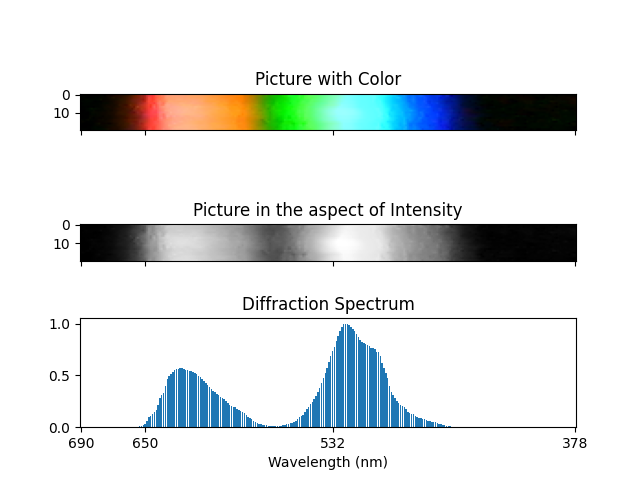 Picture with Color
0
10
Picture in the aspect of Intensity
0
10
Diffraction Spectrum
1.0
0.5
0.0
690 650 532 378
Wavelength (nm)